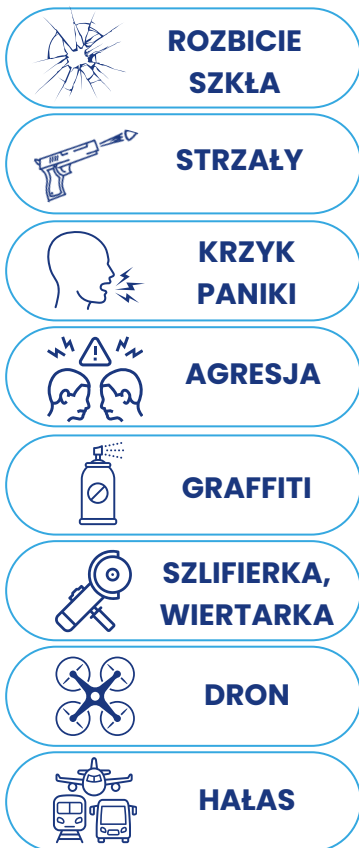 ROZBICIE
SZKŁA
STRZAŁY
KRZYK
PANIKI
AGRESJA
GRAFFITI
SZLIFIERKA,
WIERTARKA
DRON
HAŁAS